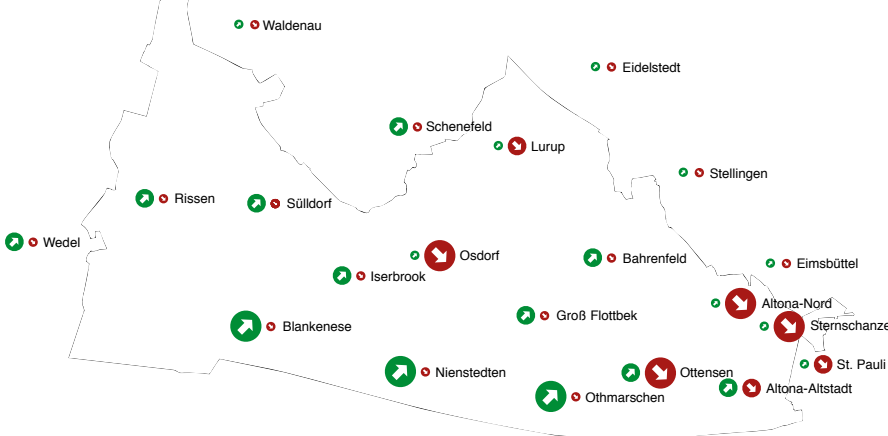 Waldenau
Eidelstedt
Schenefeld
Lurup
Stellingen
Rissen
Sülldorf
Wedel
Osdorf
Bahrenfeld
Eimsbüttel
Iserbrook
Altona-Nord
Groß Flottbek
Blankenese
Sternschanze
St. Pauli
Nienstedten
Ottensen
Altona-Altstadt
Othmarschen